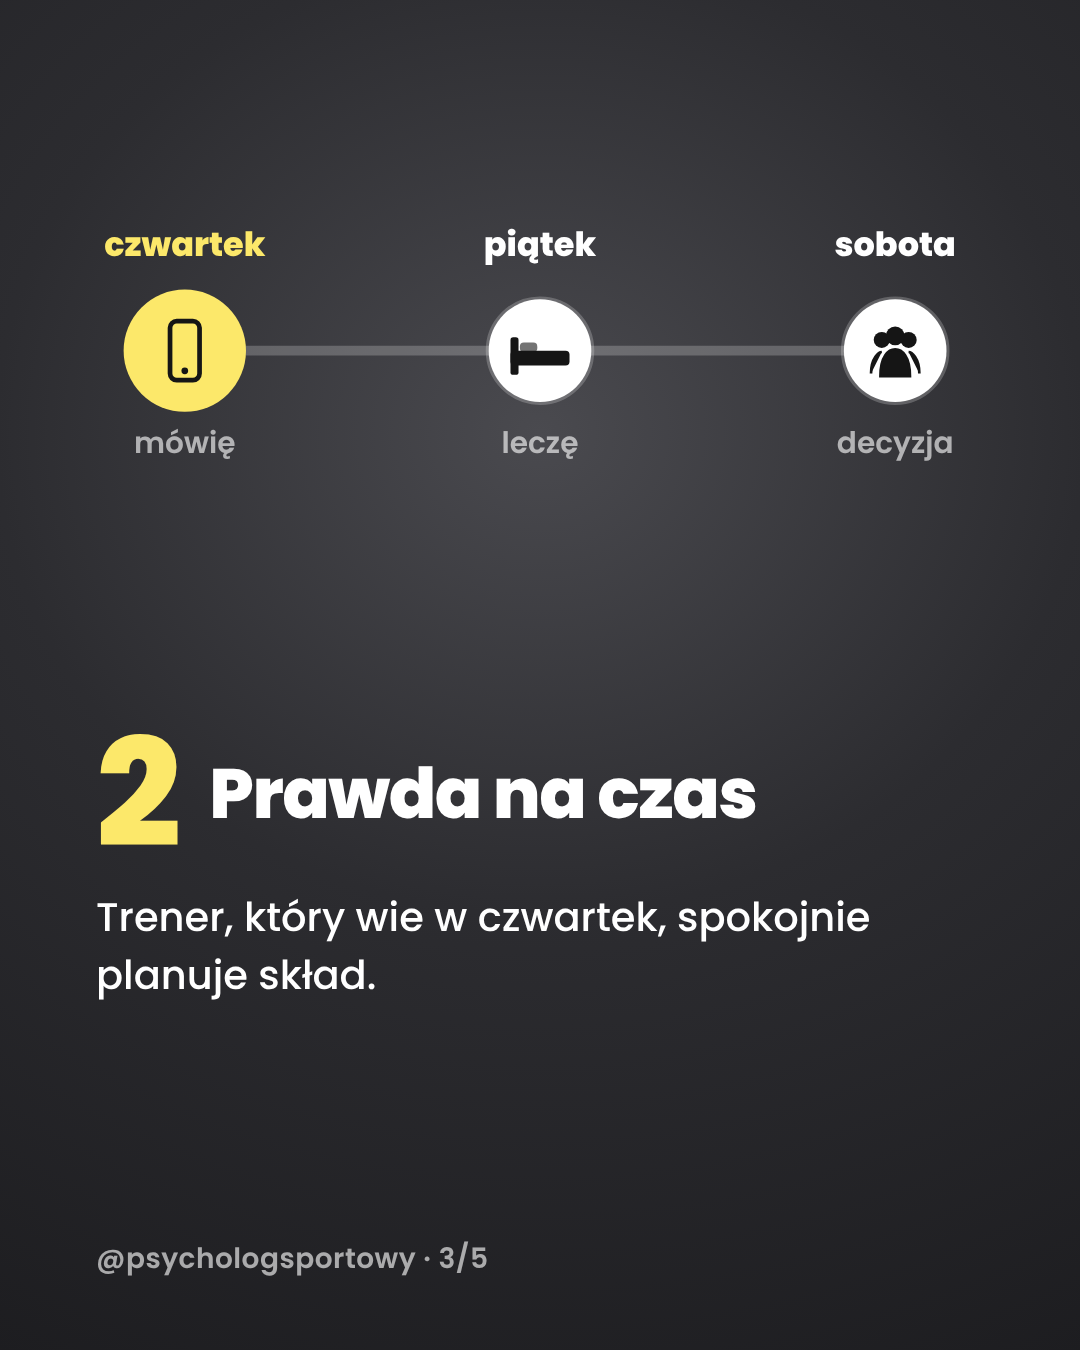 czwartek piątek sobota
mówię leczę decyzja
2 Prawda na czas
Trener, który wie w czwartek, spokojnie
planuje skład.
@psychologsportowy · 3/5